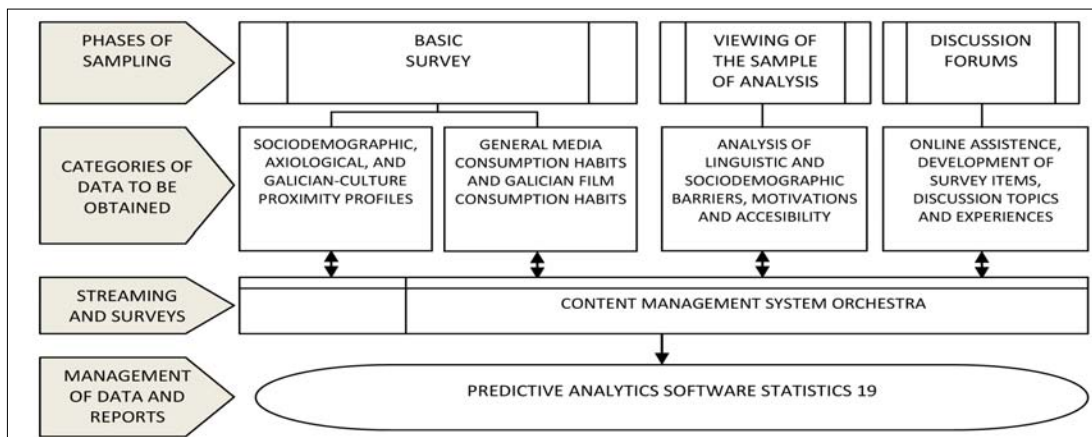 PHASES OF
SAMPLING
BASIC
SURVEY
VIEWING OF
THE SAMPLE
OF ANALYSIS
DISCUSSION
FORUMS
CATEGORIES OF
DATA TO BE
OBTAINED
SOCIODEMOGRAPHIC,
AXIOLOGICAL, AND
GALICIAN-CULTURE
PROXIMITY PROFILES
GENERAL MEDIA
CONSUMPTION HABITS
AND GALICIAN FILM
CONSUMPTION HABITS
ANALYSIS OF
LINGUISTIC AND
SOCIODEMOGRAPHIC
BARRIERS, MOTIVATIONS
AND ACCESIBILITY
ONLINE ASSISTENCE,
DEVELOPMENT OF
SURVEY ITEMS,
DISCUSSION TOPICS
AND EXPERIENCES
STREAMING
AND SURVEYS
CONTENT MANAGEMENT SYSTEM ORCHESTRA
MANAGEMENT
OF DATA AND
REPORTS
PREDICTIVE ANALYTICS SOFTWARE STATISTICS 19